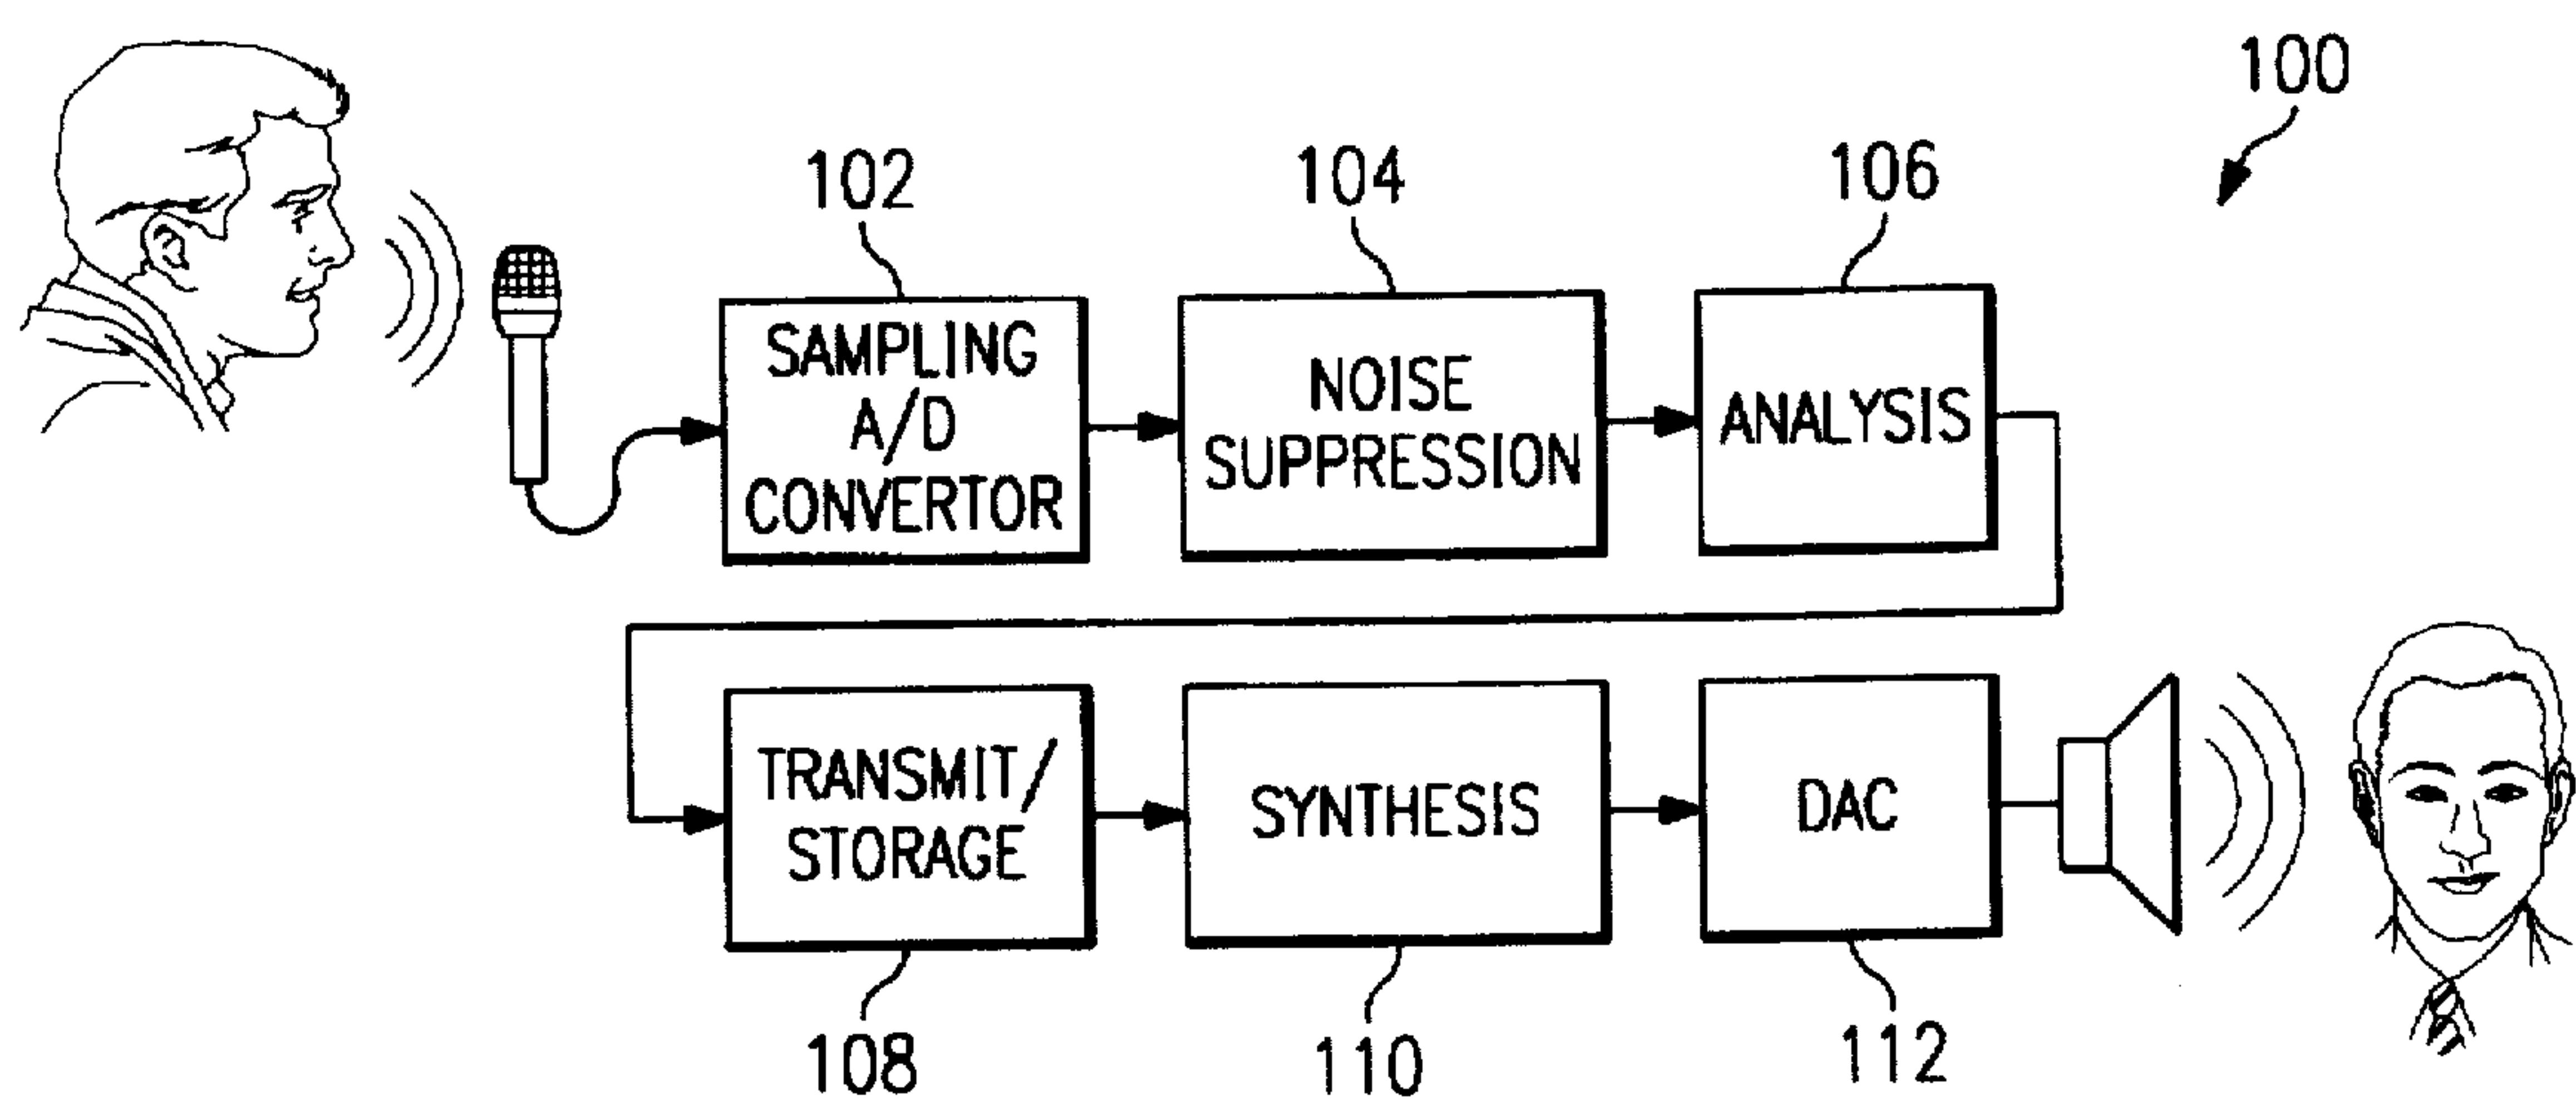 100
102
104
106
SAMPLING
A/D
CONVERTOR
NOISE
SUPPRESSION
ANALYSIS
TRANSMIT/
STORAGE
SYNTHESIS
DAC
108
110
112